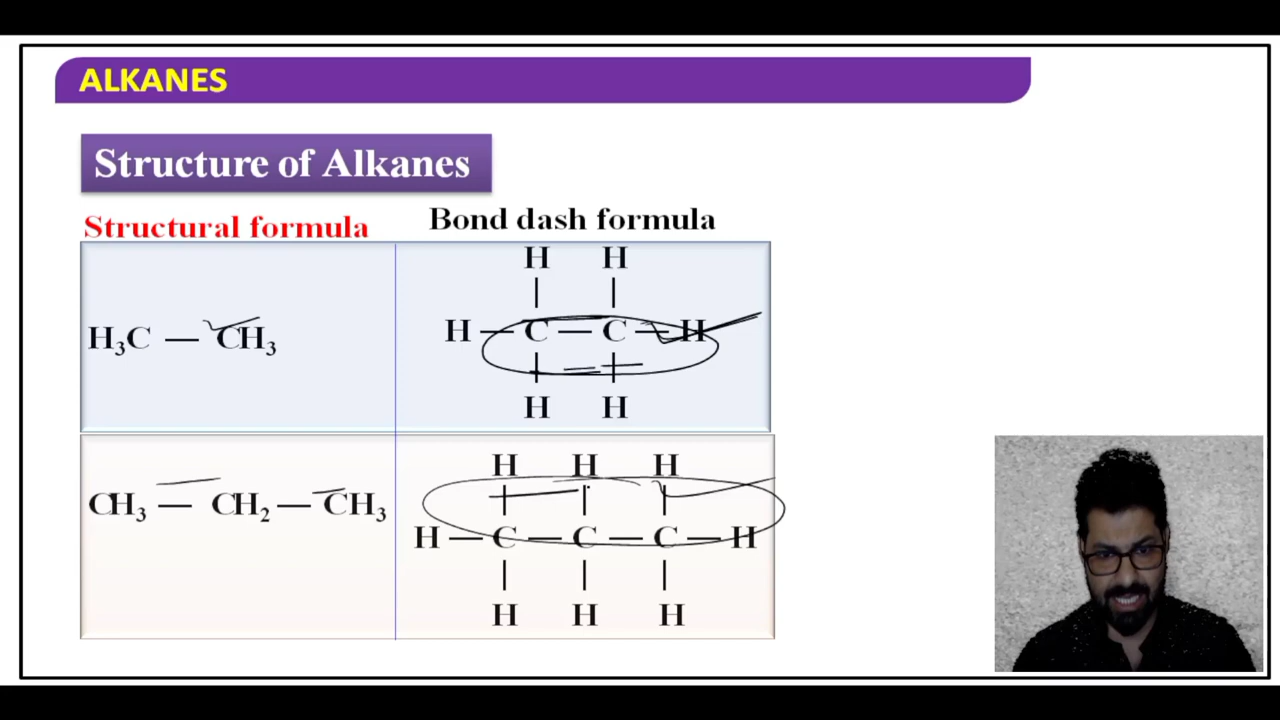 ALKANES
Structure of Alkanes
Structural formula
Bond dash formula
H H
| |
H — C — C — H
| |
H H
H₃C — CH₃
H H H
| | |
H — C — C — C — H
| | |
H H H
CH₃ — CH₂ — CH₃